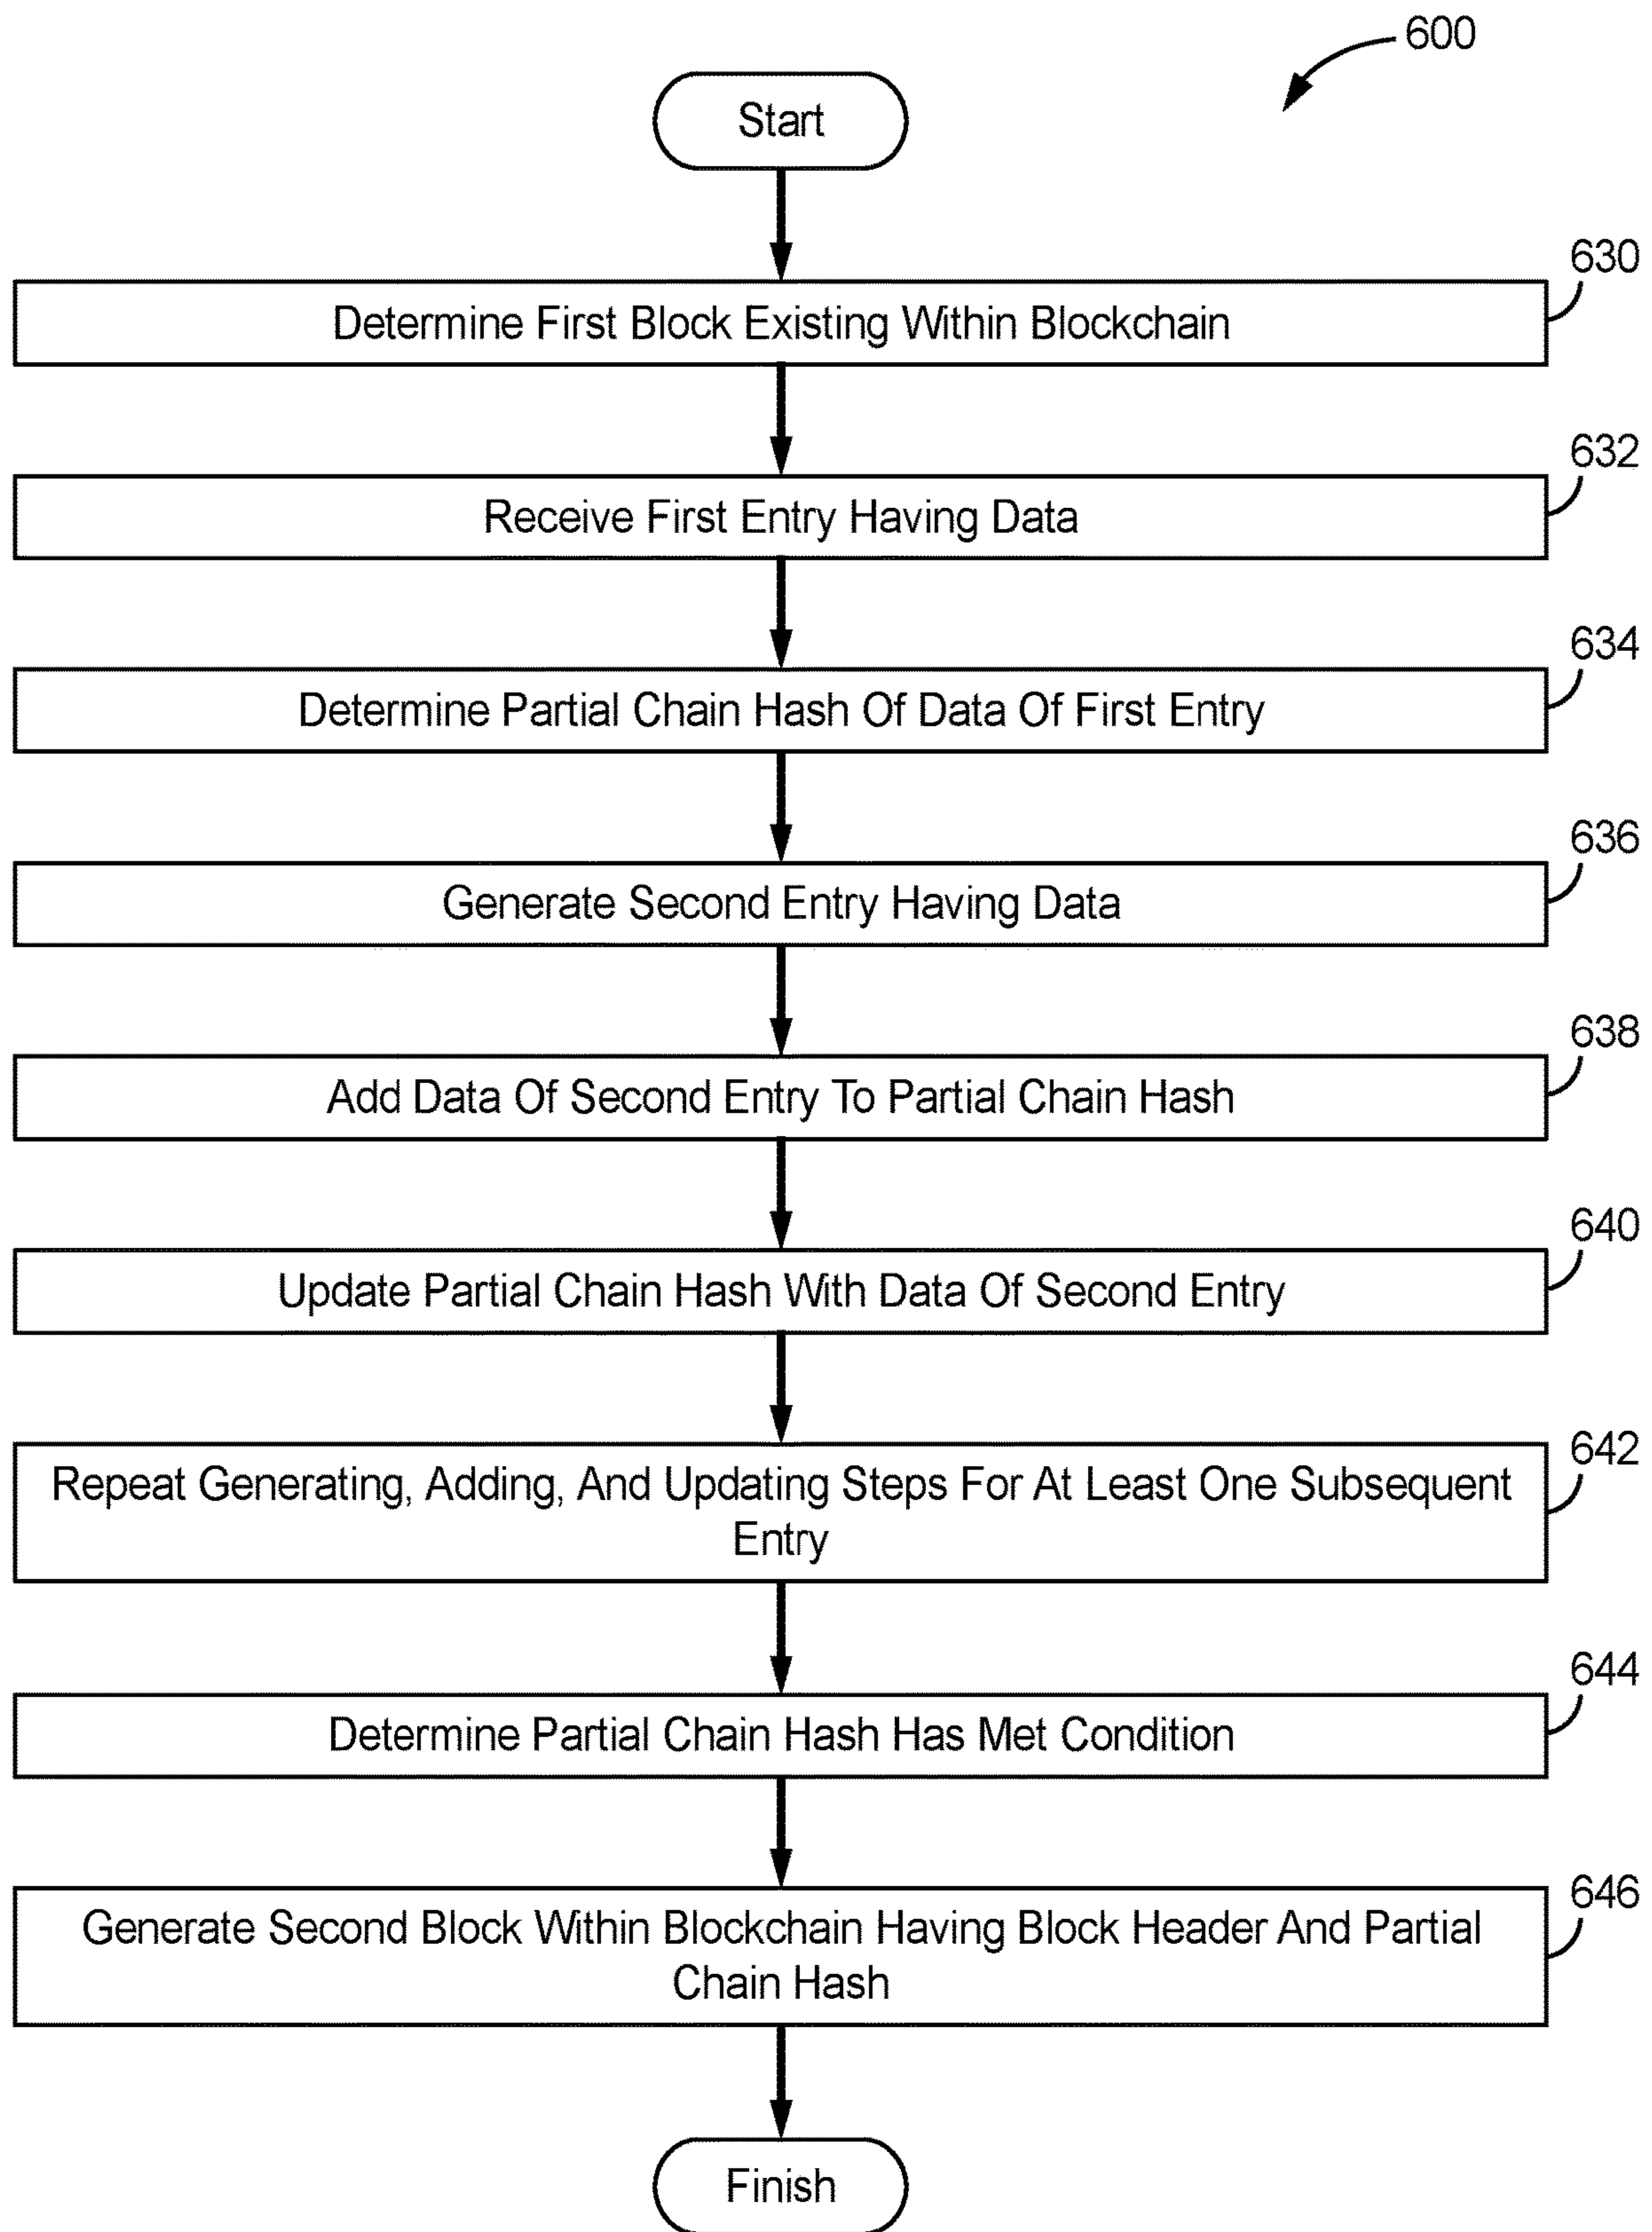 600
Start
630
Determine First Block Existing Within Blockchain
632
Receive First Entry Having Data
634
Determine Partial Chain Hash Of Data Of First Entry
636
Generate Second Entry Having Data
638
Add Data Of Second Entry To Partial Chain Hash
640
Update Partial Chain Hash With Data Of Second Entry
642
Repeat Generating, Adding, And Updating Steps For At Least One Subsequent
Entry
644
Determine Partial Chain Hash Has Met Condition
646
Generate Second Block Within Blockchain Having Block Header And Partial
Chain Hash
Finish